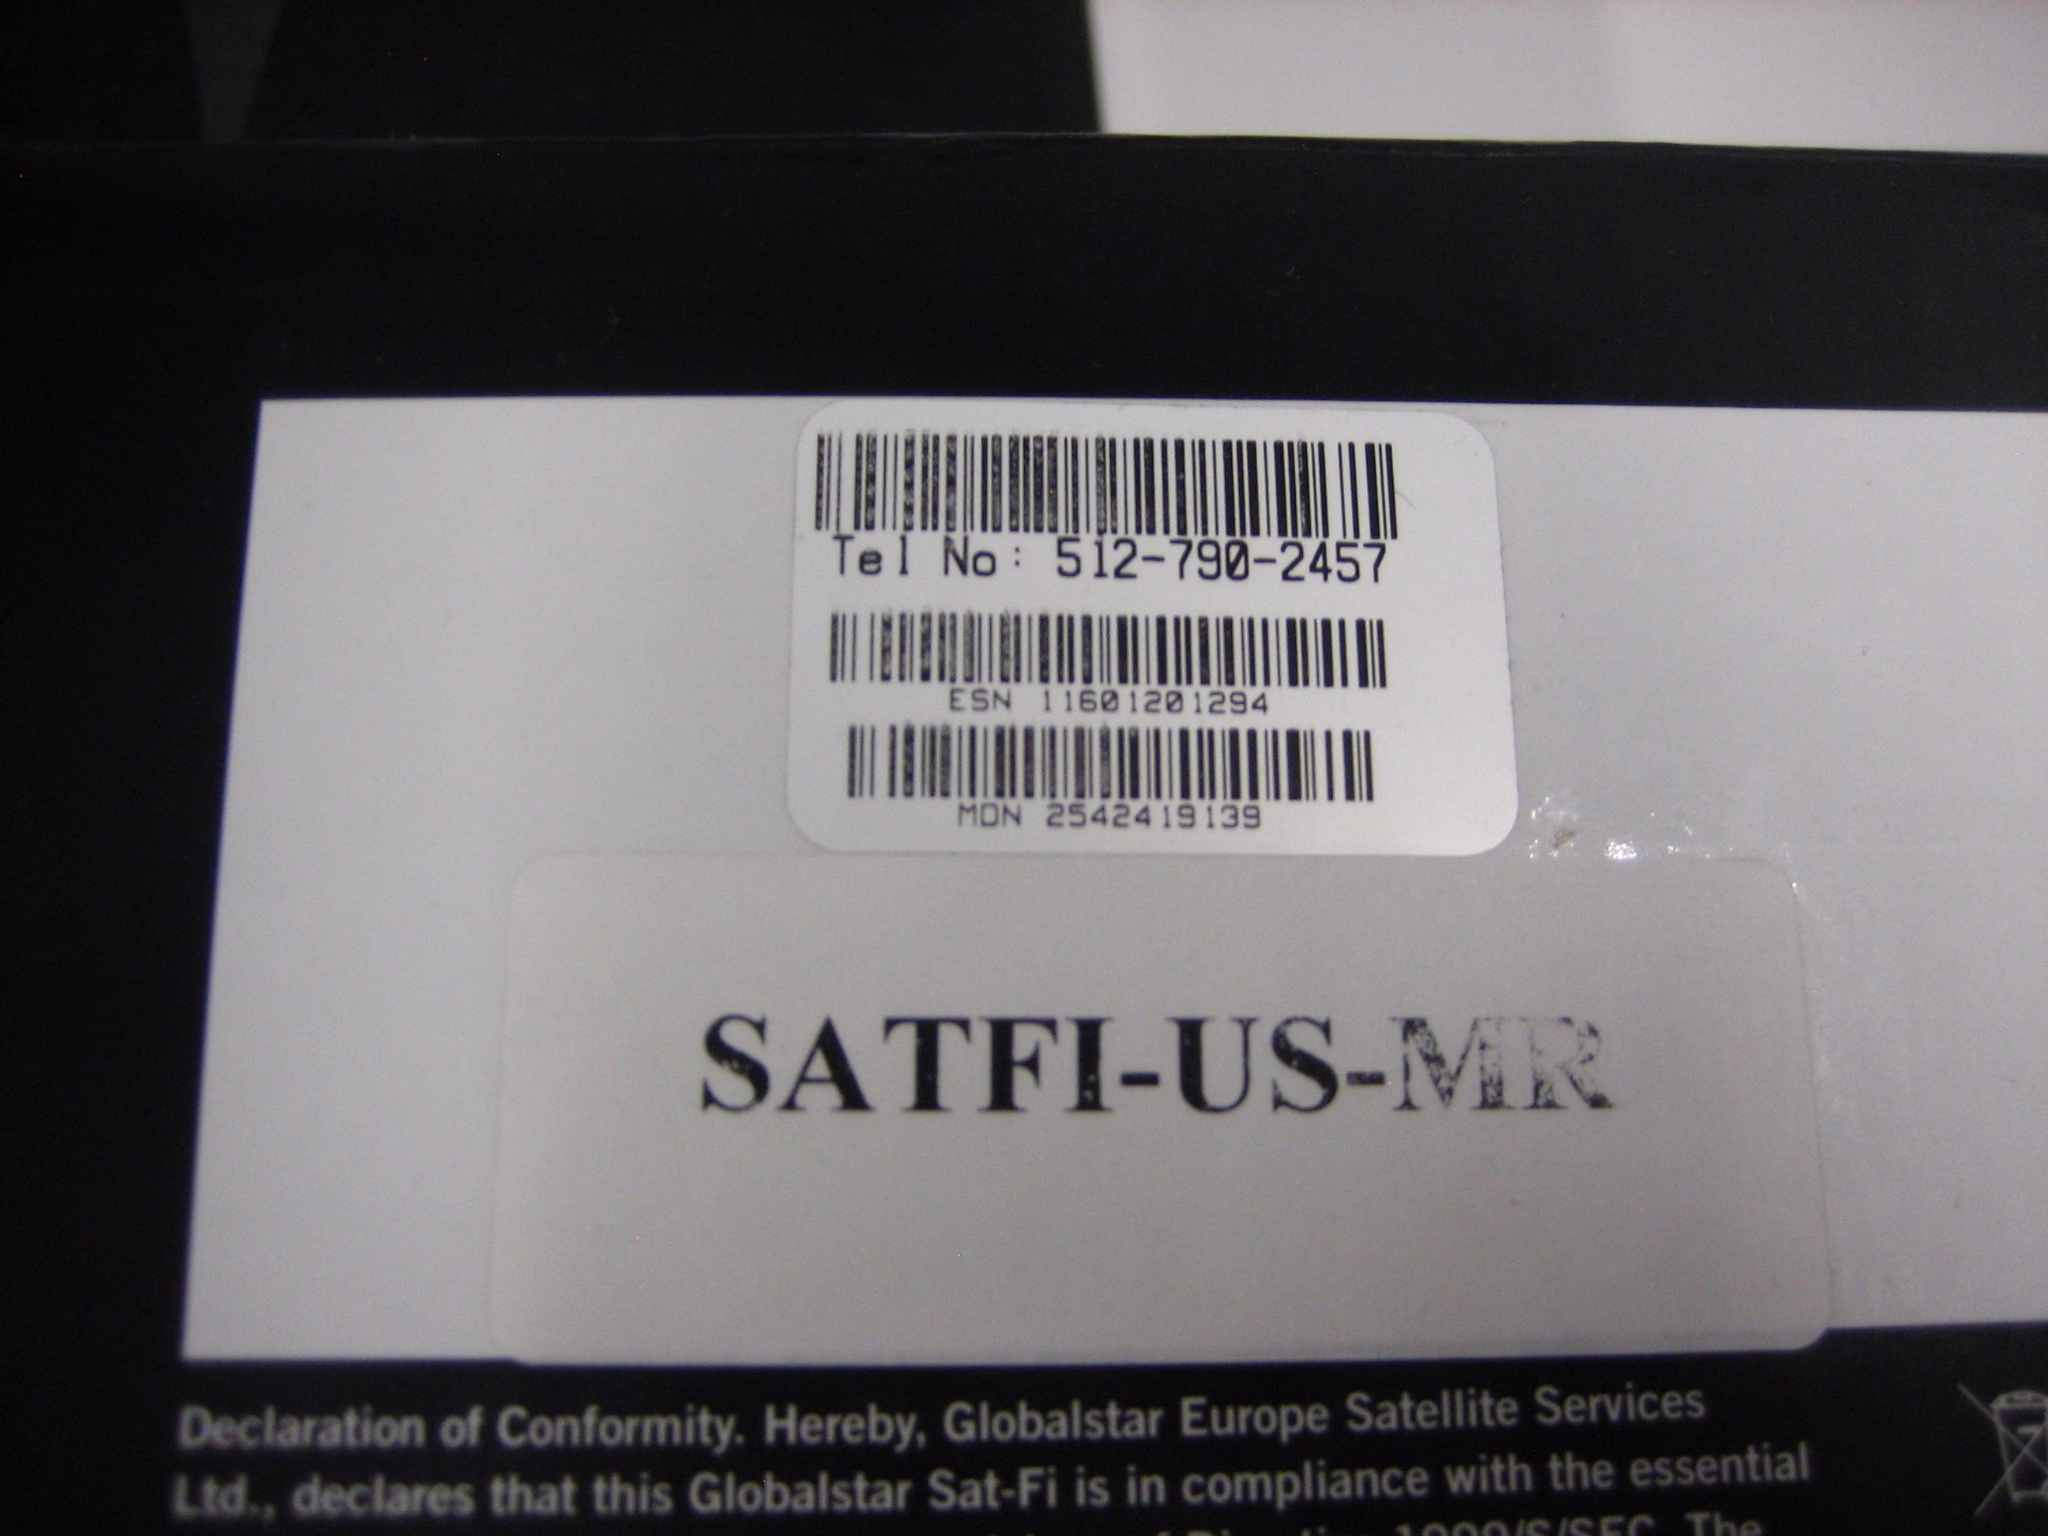 Tel No: 512-790-2457
ESN 11601201294
MDN 2542419139
SATFI-US-MR
Declaration of Conformity. Hereby, Globalstar Europe Satellite Services
Ltd., declares that this Globalstar Sat-Fi is in compliance with the essential
The